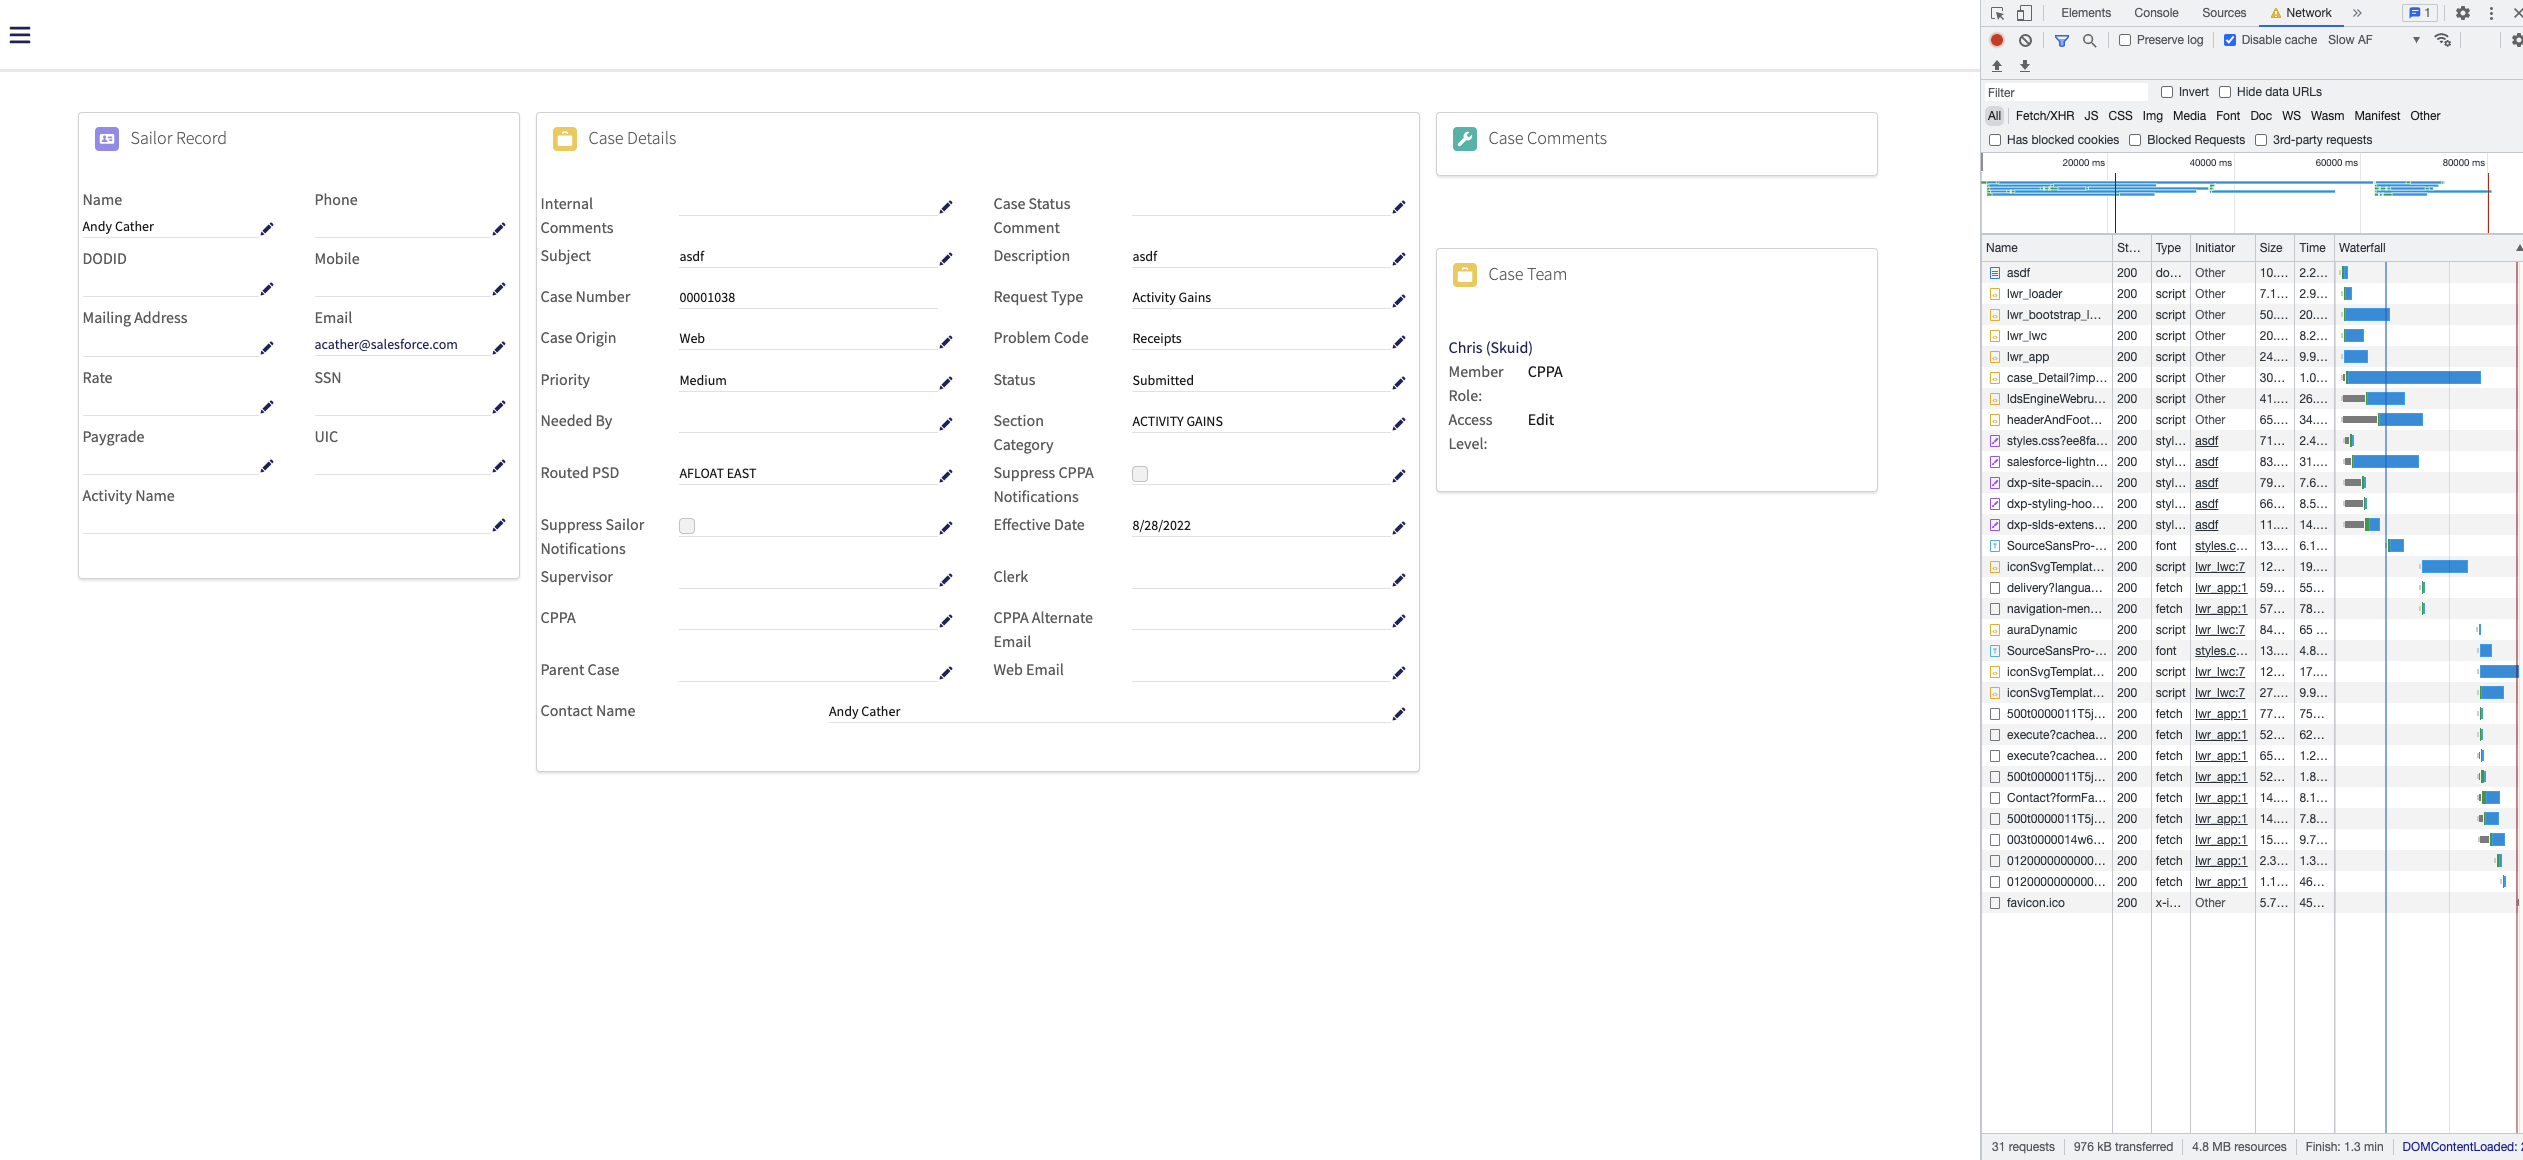 Sailor Record
Name
Andy Cather
Phone
DODID
Mobile
Mailing Address
Email
acather@salesforce.com
Rate
SSN
Paygrade
UIC
Activity Name
Case Details
Internal Comments
Case Status Comment
Subject asdf
Description asdf
Case Number 00001038
Request Type Activity Gains
Case Origin Web
Problem Code Receipts
Priority Medium
Status Submitted
Needed By
Section Category ACTIVITY GAINS
Routed PSD AFLOAT EAST
Suppress CPPA Notifications
Suppress Sailor Notifications
Effective Date 8/28/2022
Supervisor
Clerk
CPPA
CPPA Alternate Email
Parent Case
Web Email
Contact Name Andy Cather
Case Comments
Case Team
Chris (Skuid)
Member Role: CPPA
Access Level: Edit
Elements Console Sources Network 1
Preserve log Disable cache Slow AF
Filter Invert Hide data URLs
All Fetch/XHR JS CSS Img Media Font Doc WS Wasm Manifest Other
Has blocked cookies Blocked Requests 3rd-party requests
20000 ms 40000 ms 60000 ms 80000 ms
Name St... Type Initiator Size Time Waterfall
asdf 200 do... Other 10.... 2.2...
lwr_loader 200 script Other 7.1... 2.9...
lwr_bootstrap_l... 200 script Other 50.... 20....
lwr_lwc 200 script Other 20.... 8.2...
lwr_app 200 script Other 24.... 9.9...
case_Detail?imp... 200 script Other 30... 1.0...
ldsEngineWebru... 200 script Other 41.... 26....
headerAndFoot... 200 script Other 65.... 34....
styles.css?ee8fa... 200 styl... asdf 71... 2.4...
salesforce-lightn... 200 styl... asdf 83.... 31....
dxp-site-spacin... 200 styl... asdf 79... 7.6...
dxp-styling-hoo... 200 styl... asdf 66... 8.5...
dxp-slds-extens... 200 styl... asdf 11.... 14....
SourceSansPro-... 200 font styles.c... 13.... 6.1...
iconSvgTemplat... 200 script lwr_lwc:7 12... 19....
delivery?langua... 200 fetch lwr_app:1 59... 55...
navigation-men... 200 fetch lwr_app:1 57... 78...
auraDynamic 200 script lwr_lwc:7 84... 65 ...
SourceSansPro-... 200 font styles.c... 13.... 4.8...
iconSvgTemplat... 200 script lwr_lwc:7 12... 17....
iconSvgTemplat... 200 script lwr_lwc:7 27.... 9.9...
500t0000011T5j... 200 fetch lwr_app:1 77... 75...
execute?cachea... 200 fetch lwr_app:1 52... 62...
execute?cachea... 200 fetch lwr_app:1 65... 1.2...
500t0000011T5j... 200 fetch lwr_app:1 52... 1.8...
Contact?formFa... 200 fetch lwr_app:1 14.... 8.1...
500t0000011T5j... 200 fetch lwr_app:1 14.... 7.8...
003t0000014w6... 200 fetch lwr_app:1 15.... 9.7...
0120000000000... 200 fetch lwr_app:1 2.3... 1.3...
0120000000000... 200 fetch lwr_app:1 1.1... 46...
favicon.ico 200 x-i... Other 5.7... 45...
31 requests 976 kB transferred 4.8 MB resources Finish: 1.3 min DOMContentLoaded: